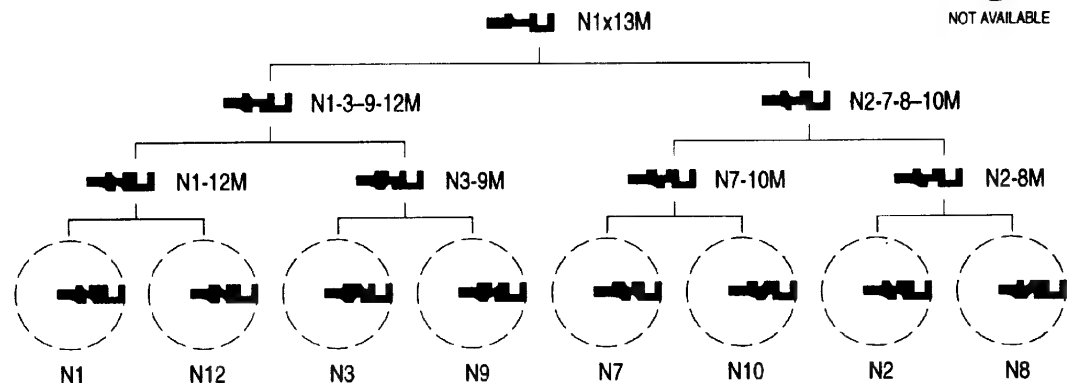 N1x13M
NOT AVAILABLE
N1-3–9-12M
N2-7-8–10M
N1-12M
N3-9M
N7-10M
N2-8M
N1
N12
N3
N9
N7
N10
N2
N8